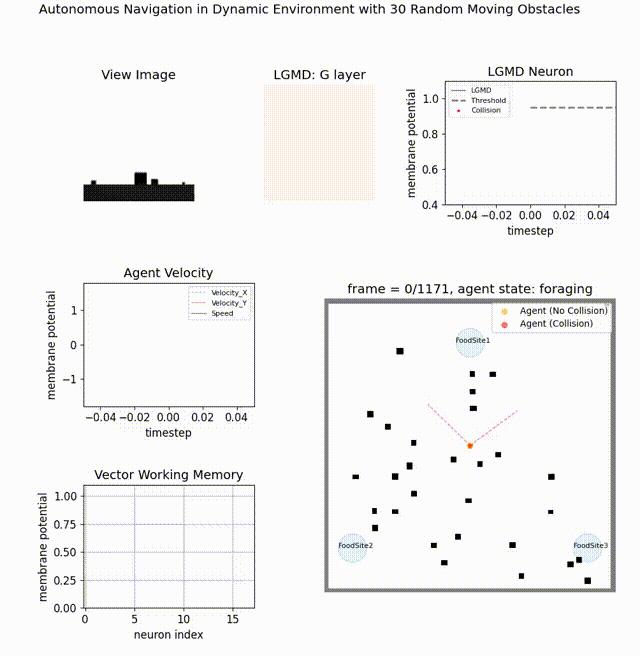 Autonomous Navigation in Dynamic Environment with 30 Random Moving Obstacles
View Image
LGMD: G layer
LGMD Neuron
membrane potential
1.0
0.8
0.6
0.4
LGMD
Threshold
Collision
−0.04 −0.02 0.00 0.02 0.04
timestep
Agent Velocity
membrane potential
1
0
−1
Velocity_X
Velocity_Y
Speed
−0.04 −0.02 0.00 0.02 0.04
timestep
frame = 0/1171, agent state: foraging
Agent (No Collision)
Agent (Collision)
FoodSite1
FoodSite2
FoodSite3
Vector Working Memory
membrane potential
1.00
0.75
0.50
0.25
0.00
0 5 10 15
neuron index